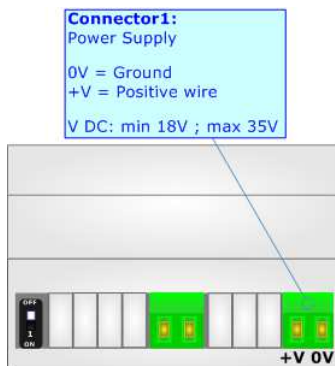 Connector1:
Power Supply
0V = Ground
+V = Positive wire
V DC: min 18V ; max 35V
OFF
1
ON
+V 0V